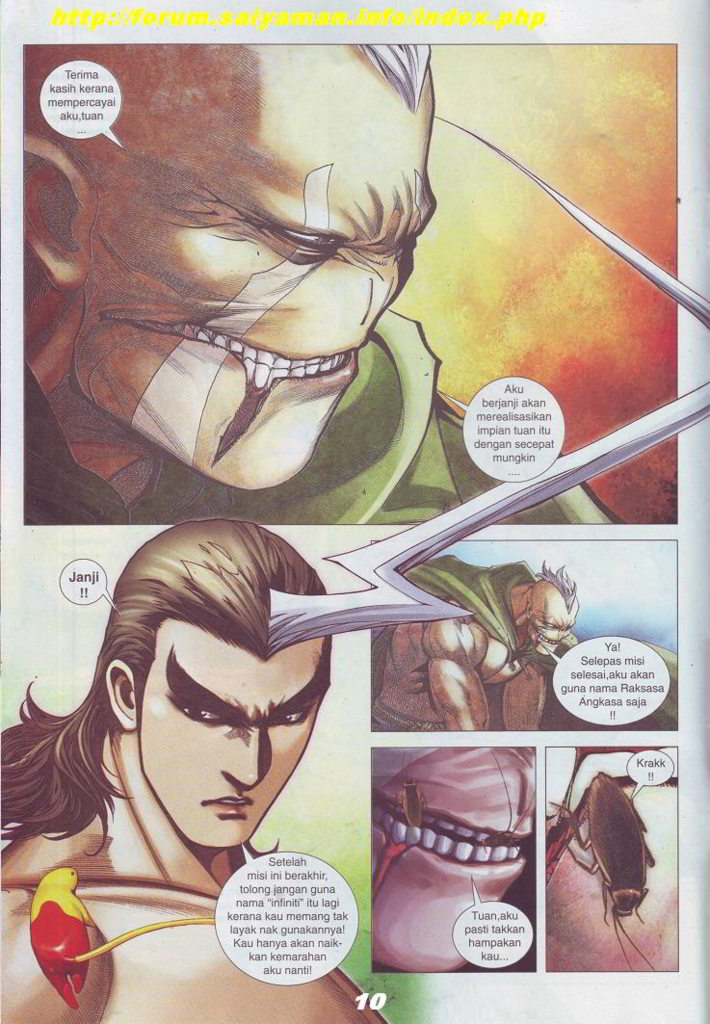 http://forum.saiyaman.info/index.php
Terima
kasih kerana
mempercayai
aku,tuan
...
Aku
berjanji akan
merealisasikan
impian tuan itu
dengan secepat
mungkin
....
Janji
!!
Ya!
Selepas misi
selesai,aku akan
guna nama Raksasa
Angkasa saja
!!
Setelah
misi ini berakhir,
tolong jangan guna
nama “infiniti” itu lagi
kerana kau memang tak
layak nak gunakannya!
Kau hanya akan naik-
kan kemarahan
aku nanti!
Tuan,aku
pasti takkan
hampakan
kau...
Krakk
!!
10